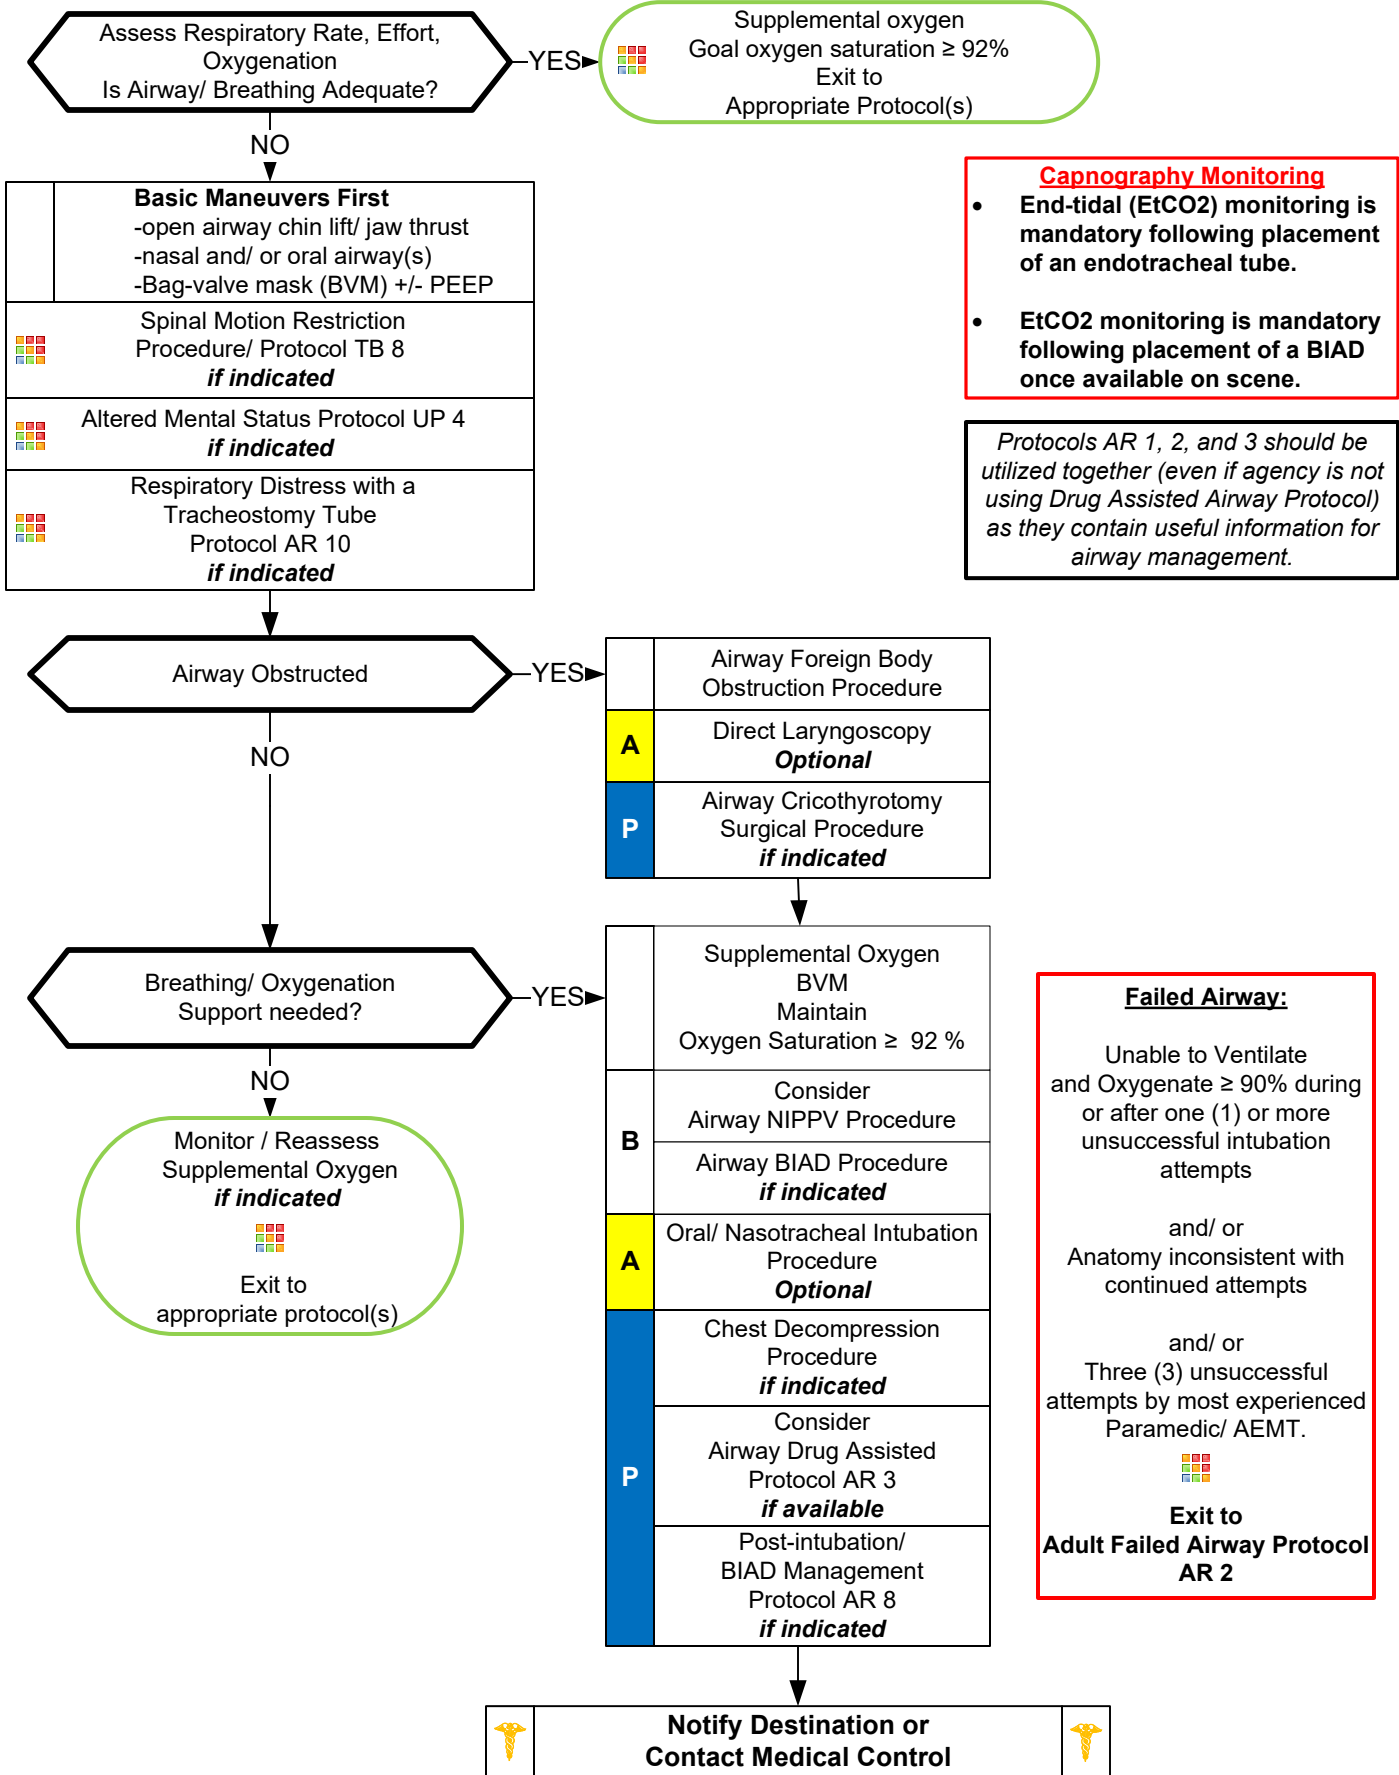 Assess Respiratory Rate, Effort,
Oxygenation
Is Airway/ Breathing Adequate?
YES
Supplemental oxygen
Goal oxygen saturation ≥ 92%
Exit to
Appropriate Protocol(s)
NO
Basic Maneuvers First
-open airway chin lift/ jaw thrust
-nasal and/ or oral airway(s)
-Bag-valve mask (BVM) +/- PEEP
Spinal Motion Restriction
Procedure/ Protocol TB 8
if indicated
Altered Mental Status Protocol UP 4
if indicated
Respiratory Distress with a
Tracheostomy Tube
Protocol AR 10
if indicated
Capnography Monitoring
• End-tidal (EtCO2) monitoring is
mandatory following placement
of an endotracheal tube.
• EtCO2 monitoring is mandatory
following placement of a BIAD
once available on scene.
Protocols AR 1, 2, and 3 should be
utilized together (even if agency is not
using Drug Assisted Airway Protocol)
as they contain useful information for
airway management.
Airway Obstructed
YES
Airway Foreign Body
Obstruction Procedure
A
Direct Laryngoscopy
Optional
P
Airway Cricothyrotomy
Surgical Procedure
if indicated
NO
Breathing/ Oxygenation
Support needed?
YES
Supplemental Oxygen
BVM
Maintain
Oxygen Saturation ≥ 92 %
B
Consider
Airway NIPPV Procedure
Airway BIAD Procedure
if indicated
A
Oral/ Nasotracheal Intubation
Procedure
Optional
P
Chest Decompression
Procedure
if indicated
Consider
Airway Drug Assisted
Protocol AR 3
if available
Post-intubation/
BIAD Management
Protocol AR 8
if indicated
NO
Monitor / Reassess
Supplemental Oxygen
if indicated
Exit to
appropriate protocol(s)
Failed Airway:
Unable to Ventilate
and Oxygenate ≥ 90% during
or after one (1) or more
unsuccessful intubation
attempts
and/ or
Anatomy inconsistent with
continued attempts
and/ or
Three (3) unsuccessful
attempts by most experienced
Paramedic/ AEMT.
Exit to
Adult Failed Airway Protocol
AR 2
Notify Destination or
Contact Medical Control